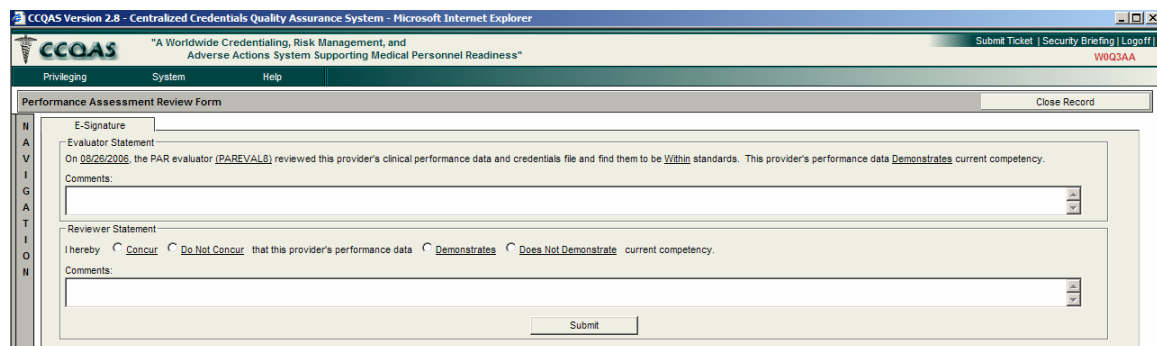 CCQAS Version 2.8 - Centralized Credentials Quality Assurance System - Microsoft Internet Explorer
CCQAS
"A Worldwide Credentialing, Risk Management, and
Adverse Actions System Supporting Medical Personnel Readiness"
Submit Ticket | Security Briefing | Logoff |
W0Q3AA
Privileging System Help
Performance Assessment Review Form
Close Record
NAVIGATION
E-Signature
Evaluator Statement
On 08/26/2006, the PAR evaluator (PAREVAL8) reviewed this provider's clinical performance data and credentials file and find them to be Within standards. This provider's performance data Demonstrates current competency.
Comments:
Reviewer Statement
I hereby Concur Do Not Concur that this provider's performance data Demonstrates Does Not Demonstrate current competency.
Comments:
Submit